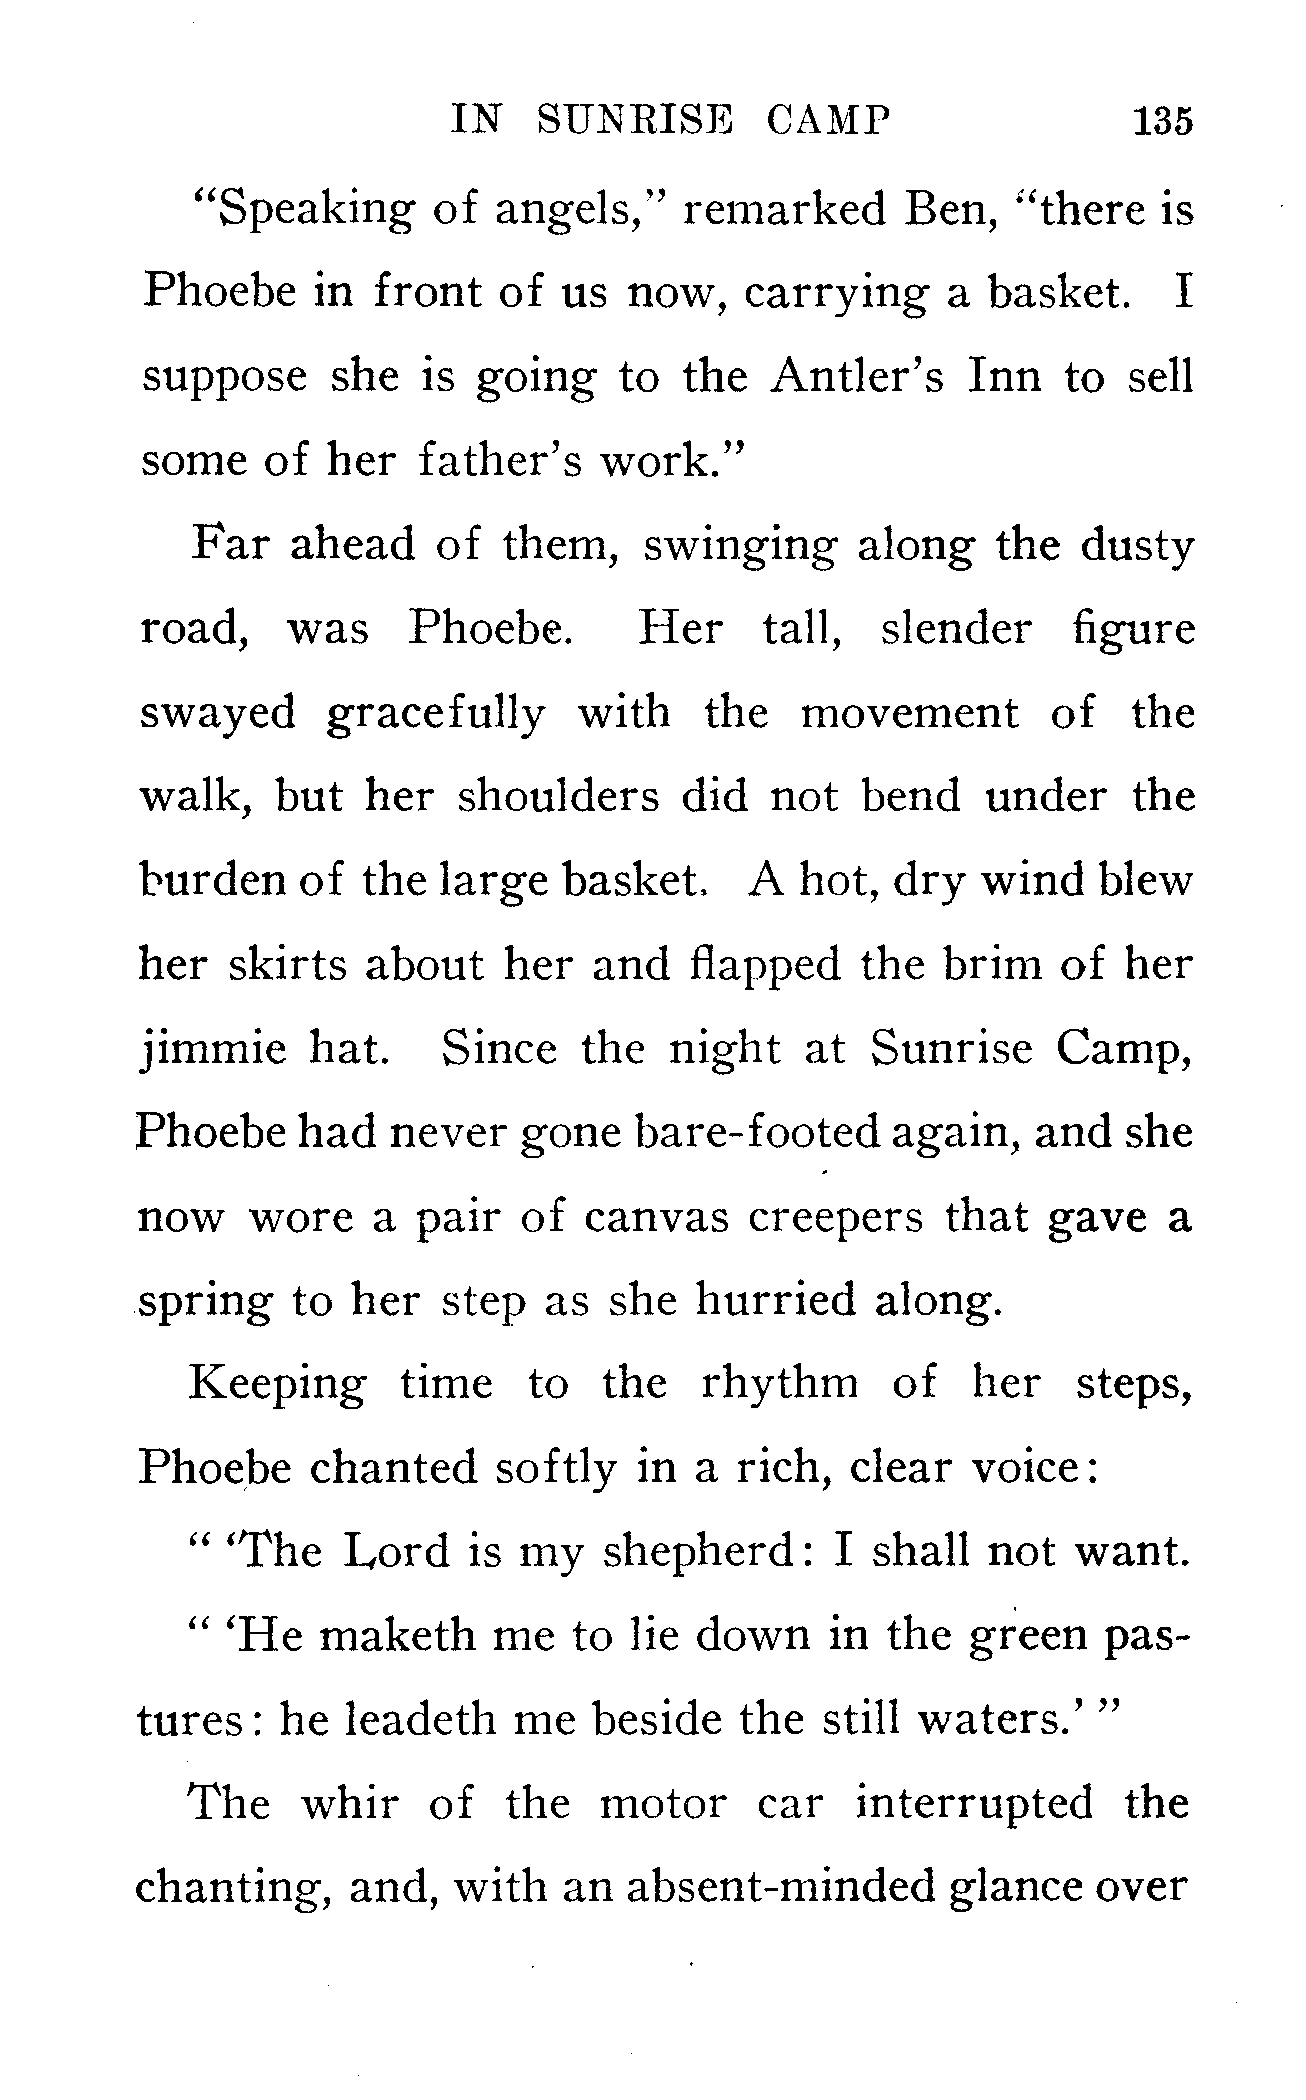 IN SUNRISE CAMP 135
“Speaking of angels,” remarked Ben, “there is
Phoebe in front of us now, carrying a basket. I
suppose she is going to the Antler’s Inn to sell
some of her father’s work.”
Far ahead of them, swinging along the dusty
road, was Phoebe. Her tall, slender figure
swayed gracefully with the movement of the
walk, but her shoulders did not bend under the
burden of the large basket. A hot, dry wind blew
her skirts about her and flapped the brim of her
jimmie hat. Since the night at Sunrise Camp,
Phoebe had never gone bare-footed again, and she
now wore a pair of canvas creepers that gave a
spring to her step as she hurried along.
Keeping time to the rhythm of her steps,
Phoebe chanted softly in a rich, clear voice:
“ ‘The Lord is my shepherd: I shall not want.
“ ‘He maketh me to lie down in the green pas-
tures: he leadeth me beside the still waters.’ ”
The whir of the motor car interrupted the
chanting, and, with an absent-minded glance over